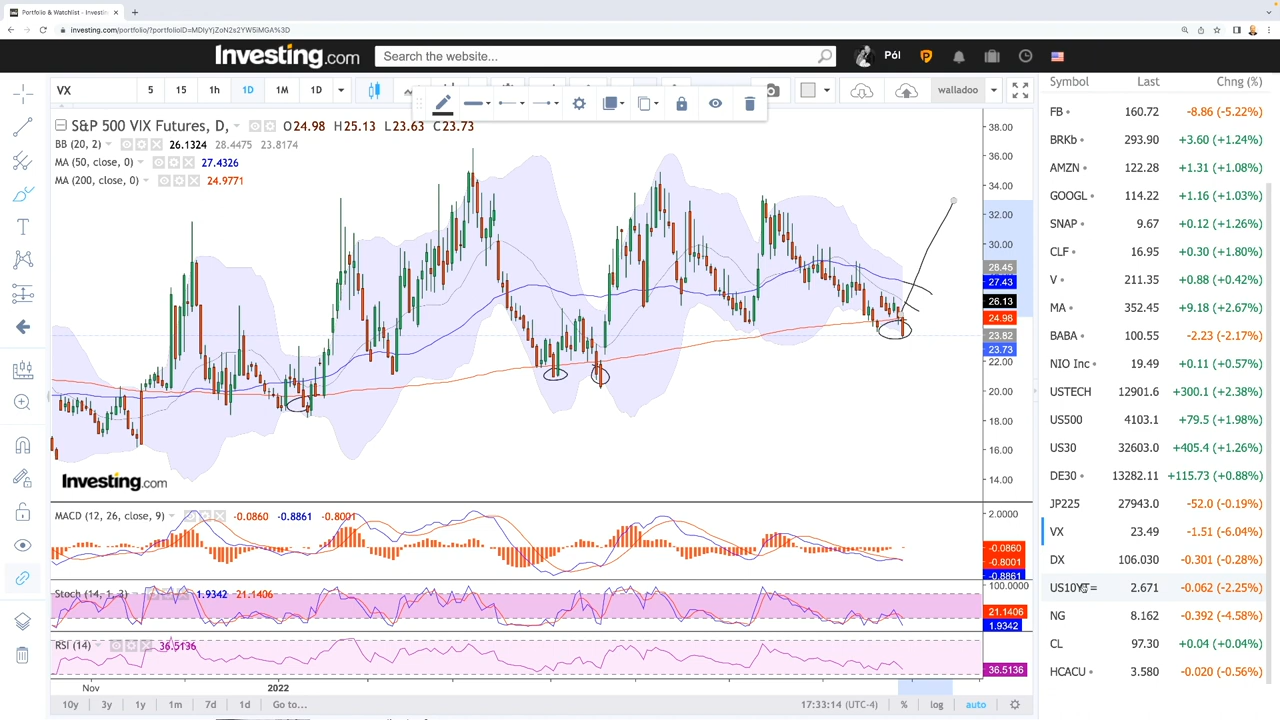 Portfolio & Watchlist - Investin
investing.com/portfolio/?portfolioID=MDIyYjZoN2s2YW5iMGA%3D
Investing.com
Search the website...
Pól
VX
5 15 1h 1D 1M 1D
walladoo
S&P 500 VIX Futures, D, O24.98 H25.13 L23.63 C23.73
BB (20, 2) 26.1324 28.4475 23.8174
MA (50, close, 0) 27.4326
MA (200, close, 0) 24.9771
38.00
36.00
34.00
32.00
30.00
28.45
27.43
26.13
24.98
23.82
23.73
22.00
20.00
18.00
16.00
14.00
Investing.com
MACD (12, 26, close, 9) -0.0860 -0.8861 -0.8001
2.0000
-0.0860
-0.8001
-0.8861
Stoch (14, 1, 3) 1.9342 21.1406
100.0000
21.1406
1.9342
RSI (14) 36.5136
36.5136
Nov 2022
10y 3y 1y 1m 7d 1d Go to...
17:33:14 (UTC-4) % log auto
Symbol Last Chng (%)
FB 160.72 -8.86 (-5.22%)
BRKb 293.90 +3.60 (+1.24%)
AMZN 122.28 +1.31 (+1.08%)
GOOGL 114.22 +1.16 (+1.03%)
SNAP 9.67 +0.12 (+1.26%)
CLF 16.95 +0.30 (+1.80%)
V 211.35 +0.88 (+0.42%)
MA 352.45 +9.18 (+2.67%)
BABA 100.55 -2.23 (-2.17%)
NIO Inc 19.49 +0.11 (+0.57%)
USTECH 12901.6 +300.1 (+2.38%)
US500 4103.1 +79.5 (+1.98%)
US30 32603.0 +405.4 (+1.26%)
DE30 13282.11 +115.73 (+0.88%)
JP225 27943.0 -52.0 (-0.19%)
VX 23.49 -1.51 (-6.04%)
DX 106.030 -0.301 (-0.28%)
US10YT= 2.671 -0.062 (-2.25%)
NG 8.162 -0.392 (-4.58%)
CL 97.30 +0.04 (+0.04%)
HCACU 3.580 -0.020 (-0.56%)